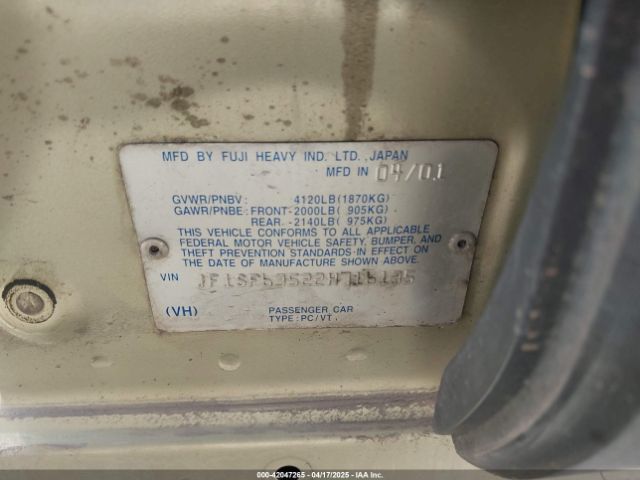 MFD BY FUJI HEAVY IND. LTD. JAPAN
MFD IN 04/01
GVWR/PNBV : 4120LB(1870KG)
GAWR/PNBE : FRONT-2000LB( 905KG)
REAR. -2140LB( 975KG)
THIS VEHICLE CONFORMS TO ALL APPLICABLE
FEDERAL MOTOR VEHICLE SAFETY, BUMPER, AND
THEFT PREVENTION STANDARDS IN EFFECT ON
THE DATE OF MANUFACTURE SHOWN ABOVE.
VIN
(VH) PASSENGER CAR
TYPE : PC/VT
000-42047265 - 04/17/2025 - IAAI, Inc. Copyright